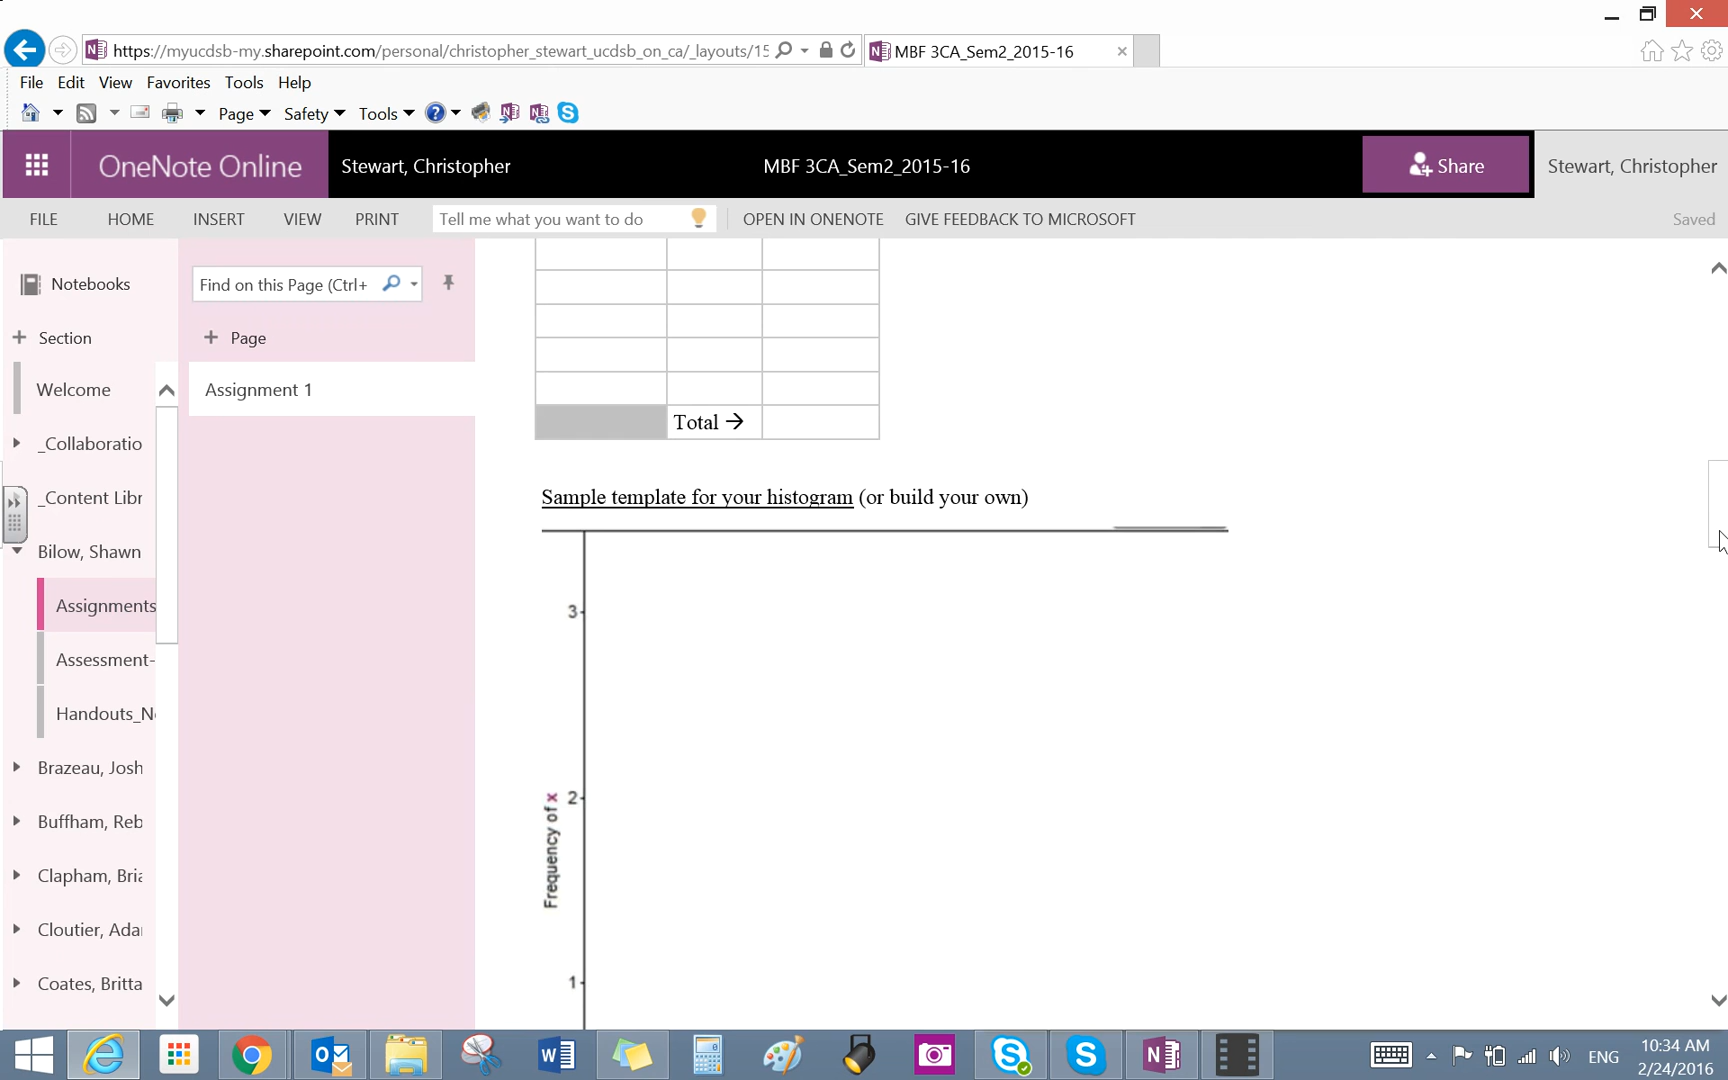 https://myucdsb-my.sharepoint.com/personal/christopher_stewart_ucdsb_on_ca/_layouts/15
MBF 3CA_Sem2_2015-16
File Edit View Favorites Tools Help
Page Safety Tools
OneNote Online
Stewart, Christopher
MBF 3CA_Sem2_2015-16
Share
Stewart, Christopher
FILE HOME INSERT VIEW PRINT
Tell me what you want to do
OPEN IN ONENOTE
GIVE FEEDBACK TO MICROSOFT
Saved
Notebooks
Find on this Page (Ctrl+
+ Section
+ Page
Welcome
Assignment 1
_Collaboratio
_Content Libr
Bilow, Shawn
Assignments
Assessment-
Handouts_No
Brazeau, Josh
Buffham, Reb
Clapham, Bria
Cloutier, Adar
Coates, Britta
Total →
Sample template for your histogram (or build your own)
3
2
1
Frequency of x
ENG
10:34 AM
2/24/2016